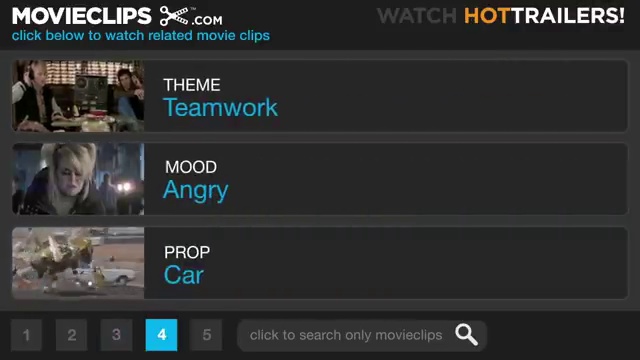 MOVIECLIPS™.COM
WATCH HOTTRAILERS!
click below to watch related movie clips
THEME
Teamwork
MOOD
Angry
PROP
Car
1 2 3 4 5
click to search only movieclips